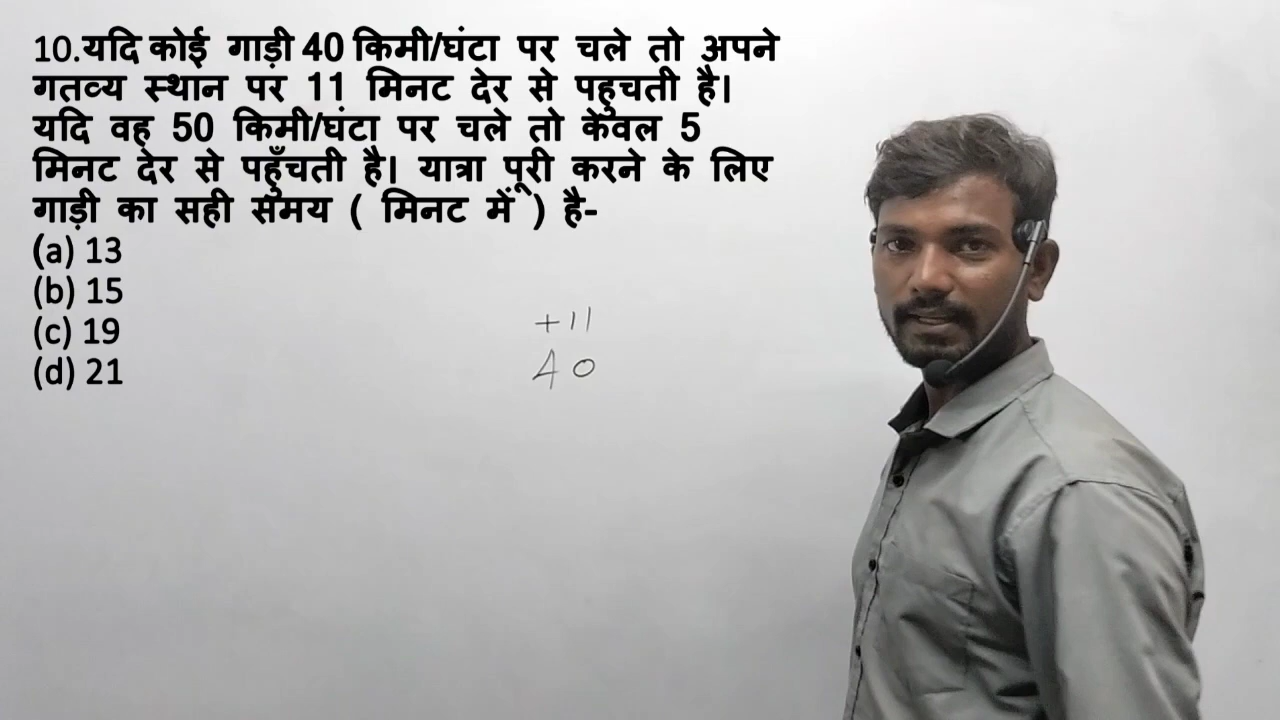 10.यदि कोई गाड़ी 40 किमी/घंटा पर चले तो अपने
गतव्य स्थान पर 11 मिनट देर से पहुचती है।
यदि वह 50 किमी/घंटा पर चले तो केवल 5
मिनट देर से पहुँचती है। यात्रा पूरी करने के लिए
गाड़ी का सही समय ( मिनट में ) है-
(a) 13
(b) 15
(c) 19
(d) 21
+11
40